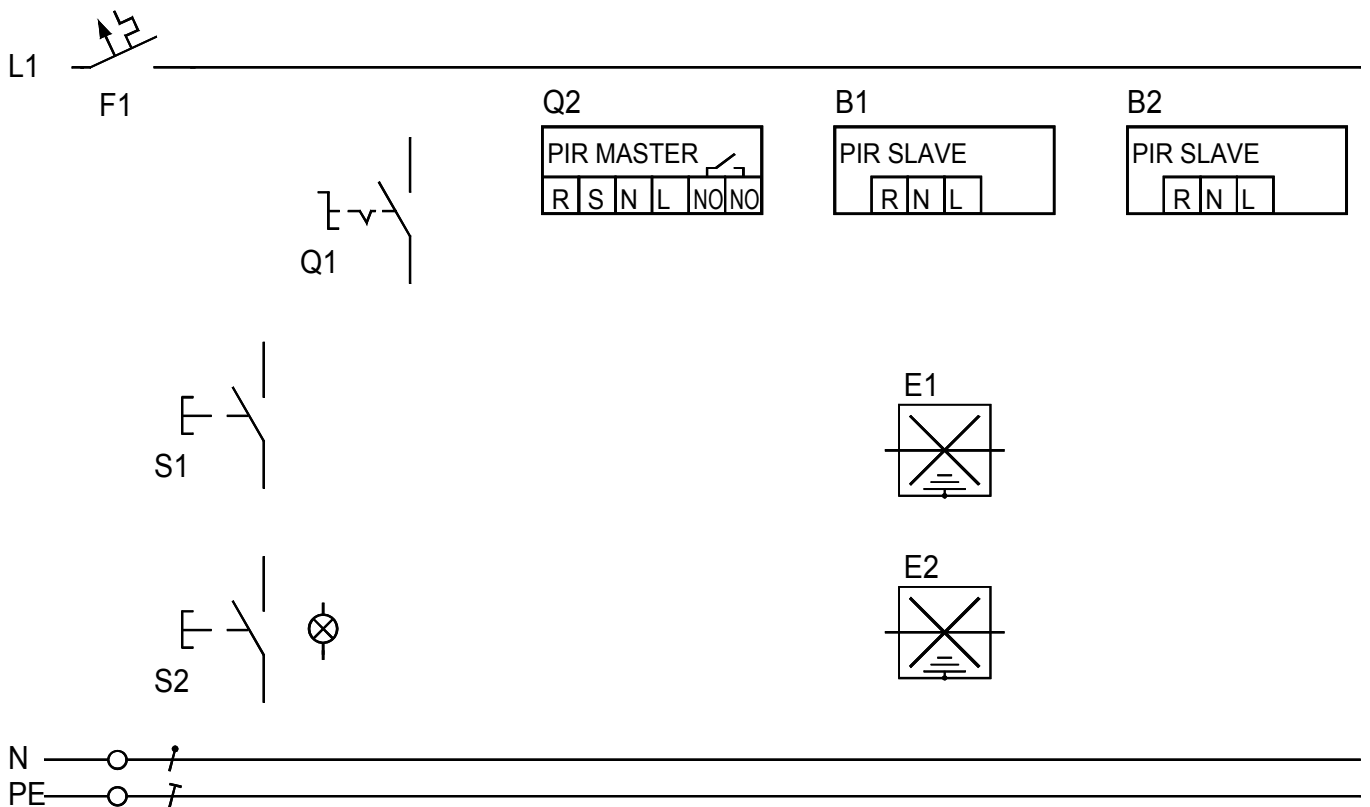 L1
F1
Q2 B1 B2
PIR MASTER PIR SLAVE PIR SLAVE
R S N L NO NO R N L R N L
Q1
E1
S1
E2
S2
N
PE